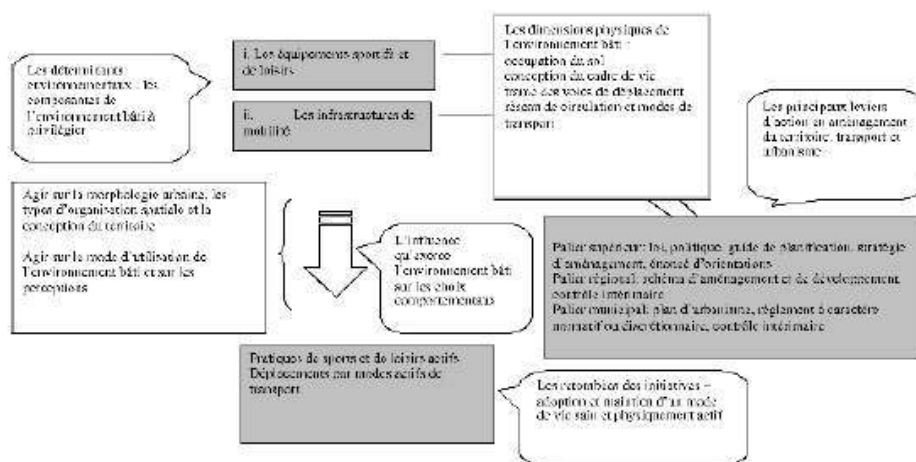 Les déterminants
environnementaux : les
composantes de
l'environnement bâti à
privilégier
i. Les équipements sportifs et
de loisirs
ii. Les infrastructures de
mobilité
Les dimensions physiques de
l'environnement bâti :
occupation du sol
conception du cadre de vie
trame des voies de déplacement
réseau de circulation et modes de
transport
Les principaux leviers
d'action en aménagement
du territoire, transport et
urbanisme
Agir sur la morphologie urbaine, les
types d'organisation spatiale et la
conception du territoire
Agir sur le mode d'utilisation de
l'environnement bâti et sur les
perceptions
L'influence
qu'exerce
l'environnement bâti
sur les choix
comportementaux
Palier supérieur: loi, politique, guide de planification, stratégie
d'aménagement, énoncé d'orientations
Palier régional: schéma d'aménagement et de développement,
contrôle intérimaire
Palier municipal: plan d'urbanisme, règlement à caractère
normatif ou discrétionnaire, contrôle intérimaire
Pratiques de sports et de loisirs actifs
Déplacements par modes actifs de
transport
Les retombées des initiatives –
adoption et maintien d'un mode
de vie sain et physiquement actif